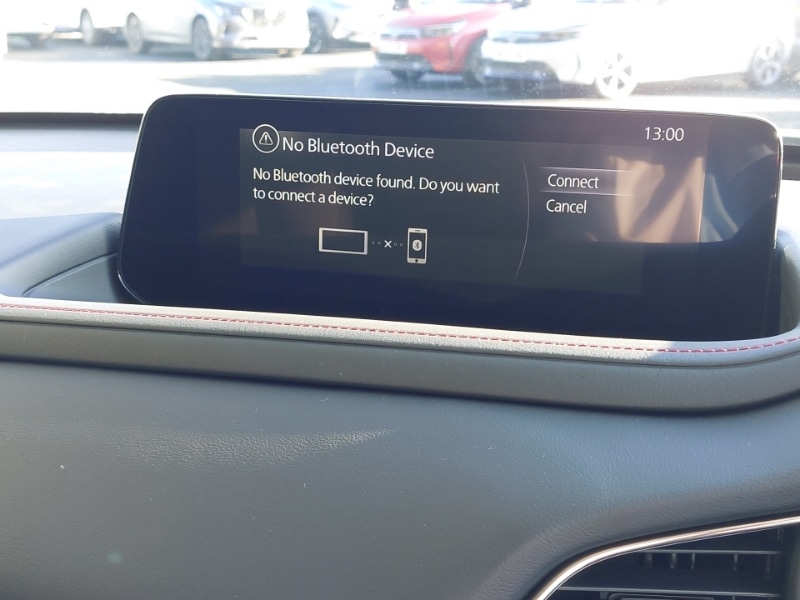 13:00
No Bluetooth Device
No Bluetooth device found. Do you want
to connect a device?
Connect
Cancel